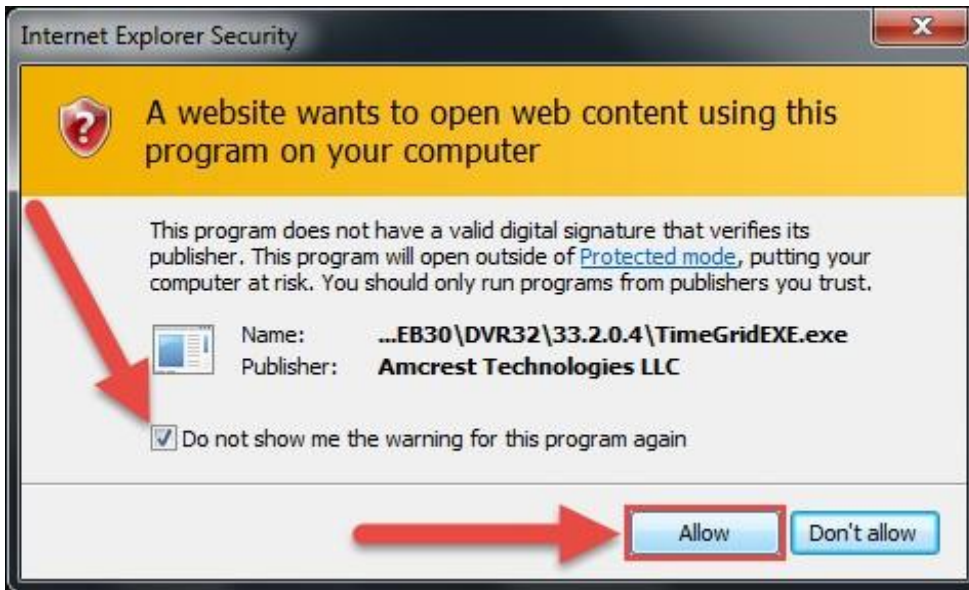 Internet Explorer Security
A website wants to open web content using this
program on your computer
This program does not have a valid digital signature that verifies its
publisher. This program will open outside of Protected mode, putting your
computer at risk. You should only run programs from publishers you trust.
Name: ...EB30\DVR32\33.2.0.4\TimeGridEXE.exe
Publisher: Amcrest Technologies LLC
Do not show me the warning for this program again
Allow Don't allow